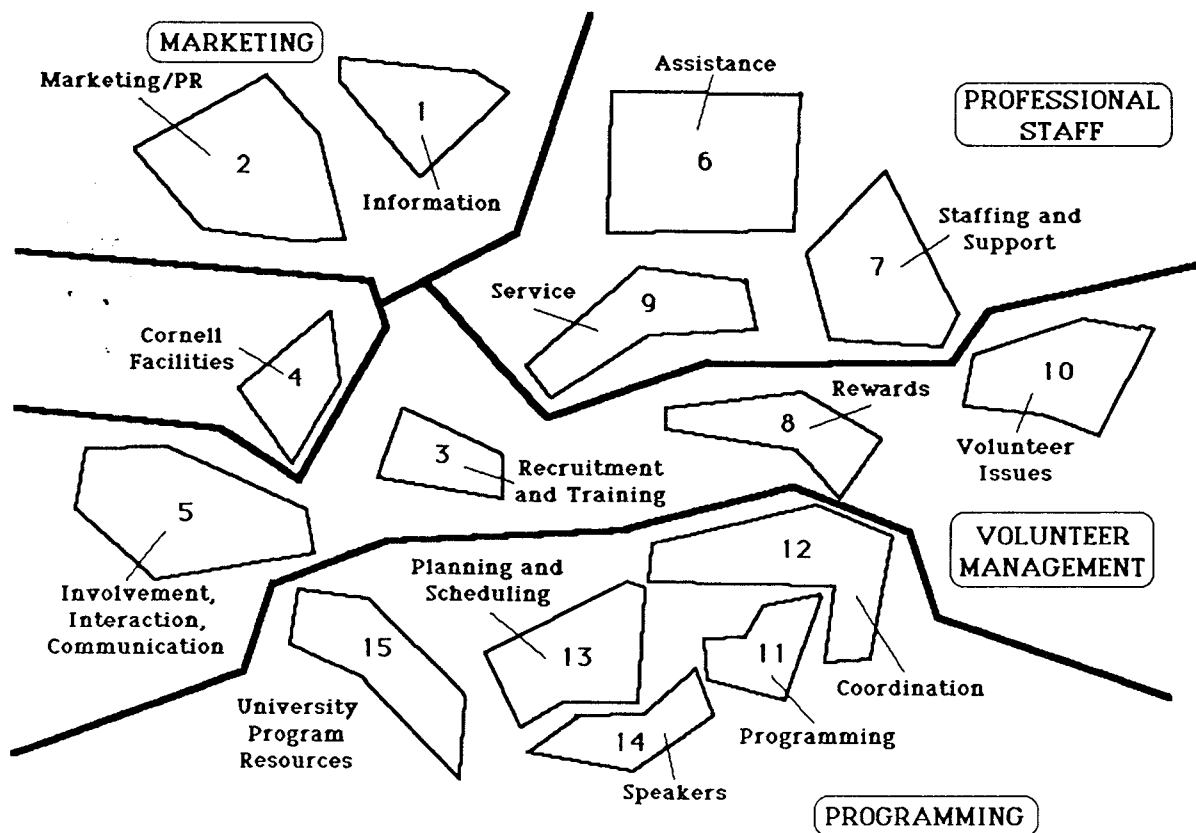 MARKETING
Marketing/PR
2
1
Information
Assistance
6
PROFESSIONAL
STAFF
Staffing and
Support
7
Service
9
Cornell
Facilities
4
10
Volunteer
Issues
Rewards
8
3
Recruitment
and Training
5
Involvement,
Interaction,
Communication
VOLUNTEER
MANAGEMENT
12
Coordination
Planning and
Scheduling
13
11
Programming
15
University
Program
Resources
14
Speakers
PROGRAMMING